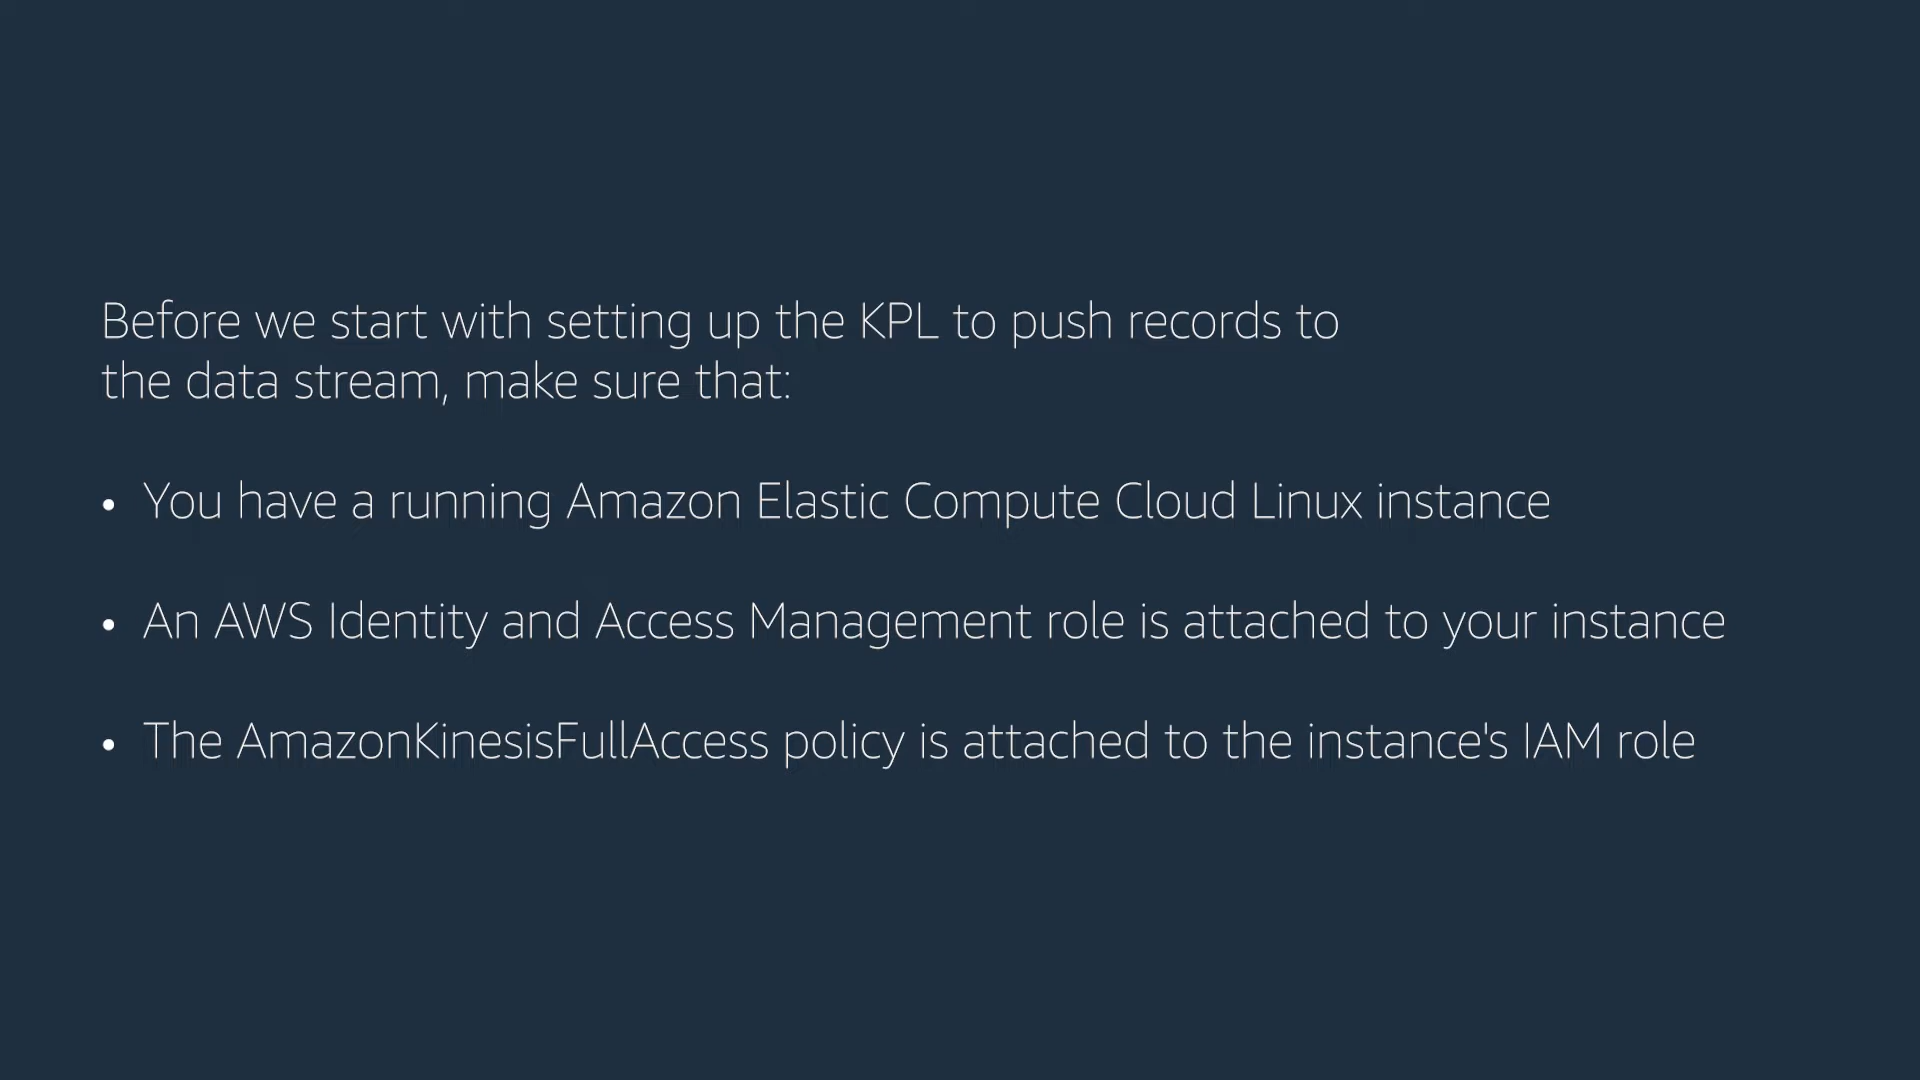 Before we start with setting up the KPL to push records to
the data stream, make sure that:
• You have a running Amazon Elastic Compute Cloud Linux instance
• An AWS Identity and Access Management role is attached to your instance
• The AmazonKinesisFullAccess policy is attached to the instance's IAM role